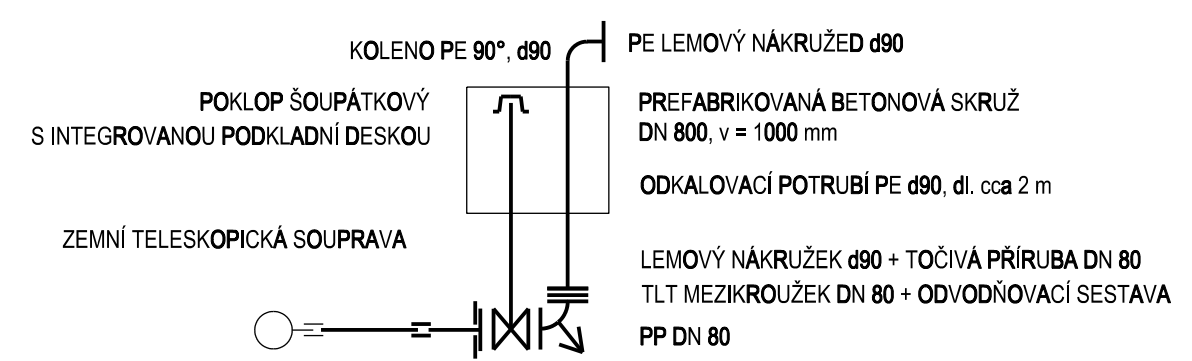 KOLENO PE 90°, d90
PE LEMOVÝ NÁKRUŽED d90
POKLOP ŠOUPÁTKOVÝ
S INTEGROVANOU PODKLADNÍ DESKOU
PREFABRIKOVANÁ BETONOVÁ SKRUŽ
DN 800, v = 1000 mm
ODKALOVACÍ POTRUBÍ PE d90, dl. cca 2 m
ZEMNÍ TELESKOPICKÁ SOUPRAVA
LEMOVÝ NÁKRUŽEK d90 + TOČIVÁ PŘÍRUBA DN 80
TLT MEZIKROUŽEK DN 80 + ODVODŇOVACÍ SESTAVA
PP DN 80